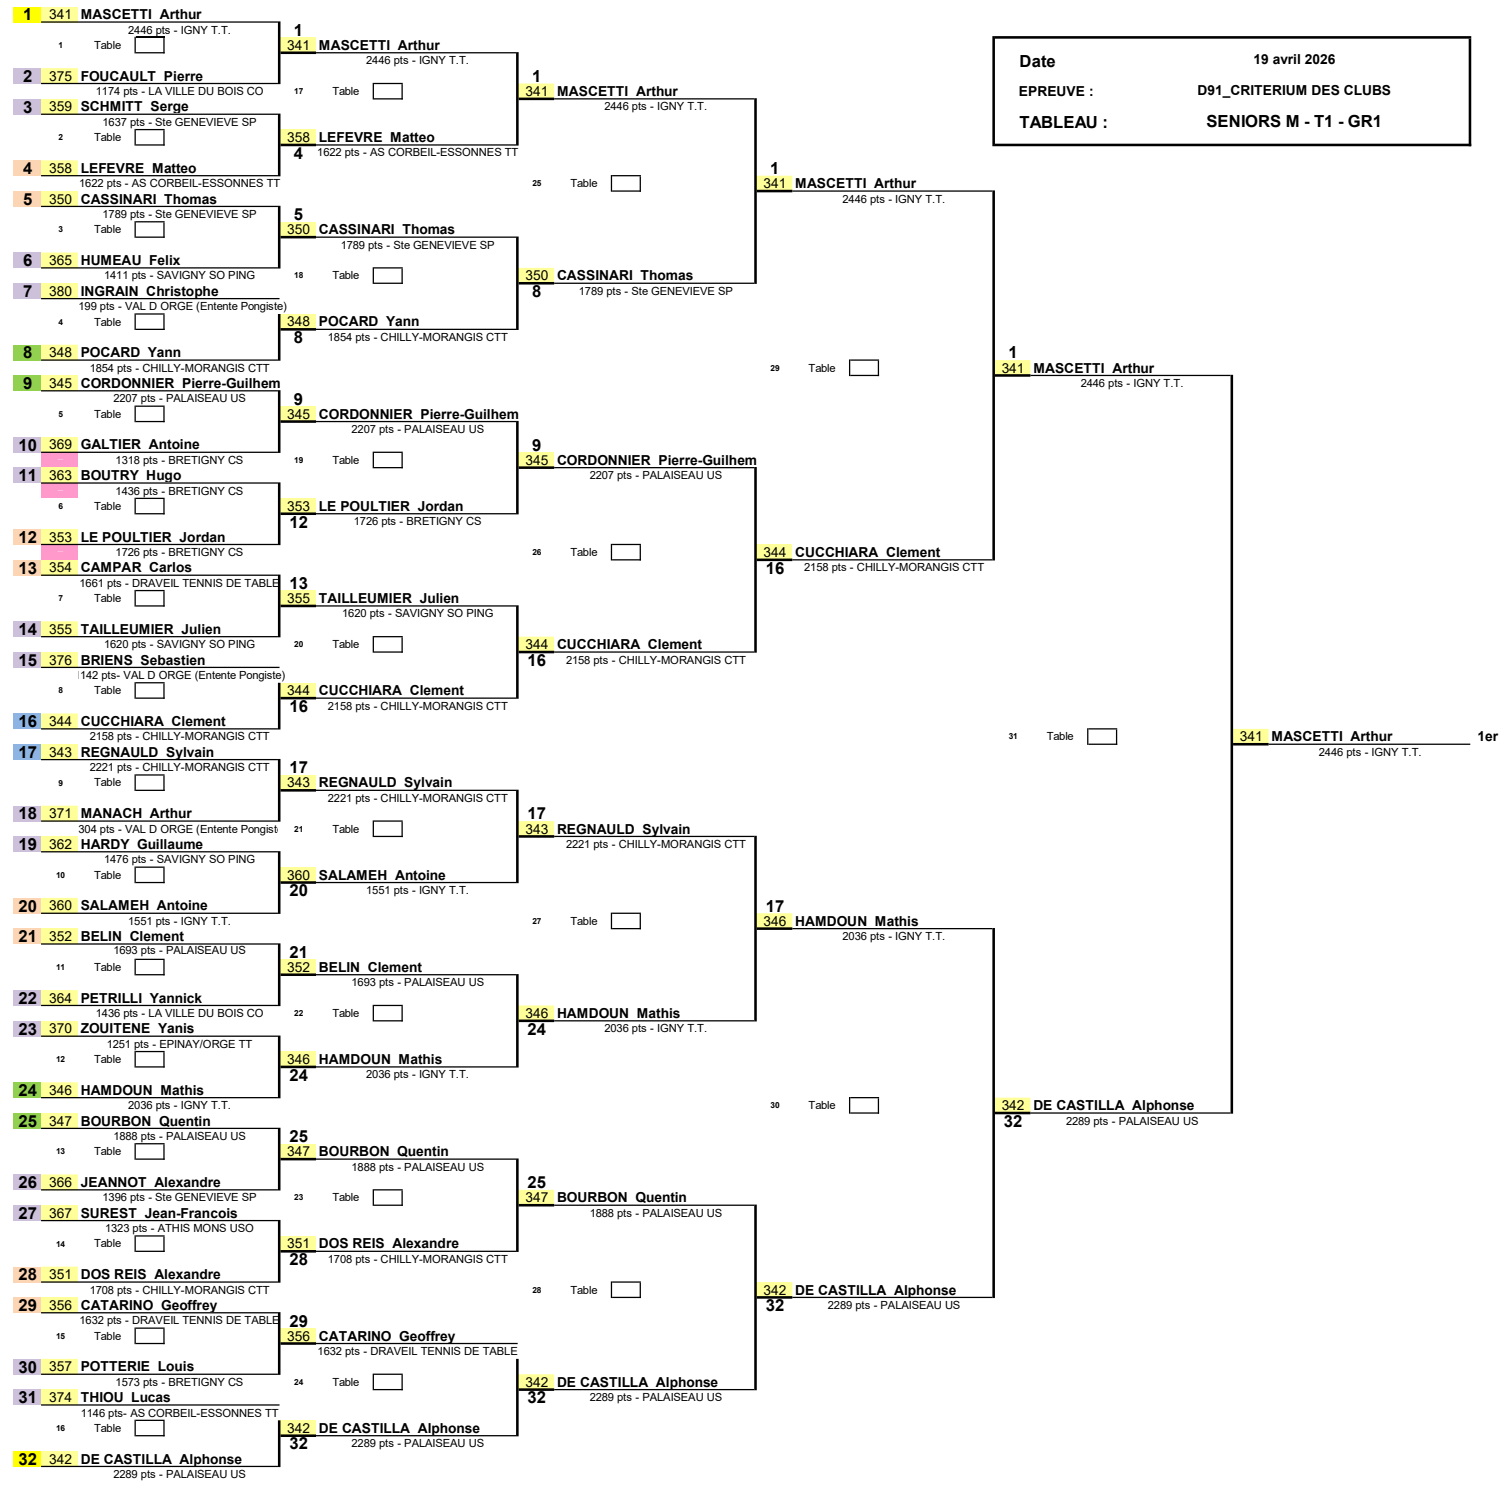 Date 19 avril 2026
EPREUVE : D91_CRITERIUM DES CLUBS
TABLEAU : SENIORS M - T1 - GR1
1 341 MASCETTI Arthur
2446 pts - IGNY T.T.
1 Table
2 375 FOUCAULT Pierre
1174 pts - LA VILLE DU BOIS CO
3 359 SCHMITT Serge
1637 pts - Ste GENEVIEVE SP
2 Table
4 358 LEFEVRE Matteo
1622 pts - AS CORBEIL-ESSONNES TT
5 350 CASSINARI Thomas
1789 pts - Ste GENEVIEVE SP
3 Table
6 365 HUMEAU Felix
1411 pts - SAVIGNY SO PING
7 380 INGRAIN Christophe
199 pts - VAL D ORGE (Entente Pongiste)
4 Table
8 348 POCARD Yann
1854 pts - CHILLY-MORANGIS CTT
9 345 CORDONNIER Pierre-Guilhem
2207 pts - PALAISEAU US
5 Table
10 369 GALTIER Antoine
1318 pts - BRETIGNY CS
11 363 BOUTRY Hugo
1436 pts - BRETIGNY CS
6 Table
12 353 LE POULTIER Jordan
1726 pts - BRETIGNY CS
13 354 CAMPAR Carlos
1661 pts - DRAVEIL TENNIS DE TABLE
7 Table
14 355 TAILLEUMIER Julien
1620 pts - SAVIGNY SO PING
15 376 BRIENS Sebastien
142 pts- VAL D ORGE (Entente Pongiste)
8 Table
16 344 CUCCHIARA Clement
2158 pts - CHILLY-MORANGIS CTT
17 343 REGNAULD Sylvain
2221 pts - CHILLY-MORANGIS CTT
9 Table
18 371 MANACH Arthur
304 pts - VAL D ORGE (Entente Pongist
19 362 HARDY Guillaume
1476 pts - SAVIGNY SO PING
10 Table
20 360 SALAMEH Antoine
1551 pts - IGNY T.T.
21 352 BELIN Clement
1693 pts - PALAISEAU US
11 Table
22 364 PETRILLI Yannick
1436 pts - LA VILLE DU BOIS CO
23 370 ZOUITENE Yanis
1251 pts - EPINAY/ORGE TT
12 Table
24 346 HAMDOUN Mathis
2036 pts - IGNY T.T.
25 347 BOURBON Quentin
1888 pts - PALAISEAU US
13 Table
26 366 JEANNOT Alexandre
1396 pts - Ste GENEVIEVE SP
27 367 SUREST Jean-Francois
1323 pts - ATHIS MONS USO
14 Table
28 351 DOS REIS Alexandre
1708 pts - CHILLY-MORANGIS CTT
29 356 CATARINO Geoffrey
1632 pts - DRAVEIL TENNIS DE TABLE
15 Table
30 357 POTTERIE Louis
1573 pts - BRETIGNY CS
31 374 THIOU Lucas
1146 pts- AS CORBEIL-ESSONNES TT
16 Table
32 342 DE CASTILLA Alphonse
2289 pts - PALAISEAU US
1
341 MASCETTI Arthur
2446 pts - IGNY T.T.
17 Table
358 LEFEVRE Matteo
4 1622 pts - AS CORBEIL-ESSONNES TT
5
350 CASSINARI Thomas
1789 pts - Ste GENEVIEVE SP
18 Table
348 POCARD Yann
8 1854 pts - CHILLY-MORANGIS CTT
9
345 CORDONNIER Pierre-Guilhem
2207 pts - PALAISEAU US
19 Table
353 LE POULTIER Jordan
12 1726 pts - BRETIGNY CS
13
355 TAILLEUMIER Julien
1620 pts - SAVIGNY SO PING
20 Table
344 CUCCHIARA Clement
16 2158 pts - CHILLY-MORANGIS CTT
17
343 REGNAULD Sylvain
2221 pts - CHILLY-MORANGIS CTT
21 Table
360 SALAMEH Antoine
20 1551 pts - IGNY T.T.
21
352 BELIN Clement
1693 pts - PALAISEAU US
22 Table
346 HAMDOUN Mathis
24 2036 pts - IGNY T.T.
25
347 BOURBON Quentin
1888 pts - PALAISEAU US
23 Table
351 DOS REIS Alexandre
28 1708 pts - CHILLY-MORANGIS CTT
29
356 CATARINO Geoffrey
1632 pts - DRAVEIL TENNIS DE TABLE
24 Table
342 DE CASTILLA Alphonse
32 2289 pts - PALAISEAU US
1
341 MASCETTI Arthur
2446 pts - IGNY T.T.
25 Table
350 CASSINARI Thomas
8 1789 pts - Ste GENEVIEVE SP
9
345 CORDONNIER Pierre-Guilhem
2207 pts - PALAISEAU US
26 Table
344 CUCCHIARA Clement
16 2158 pts - CHILLY-MORANGIS CTT
17
343 REGNAULD Sylvain
2221 pts - CHILLY-MORANGIS CTT
27 Table
346 HAMDOUN Mathis
24 2036 pts - IGNY T.T.
25
347 BOURBON Quentin
1888 pts - PALAISEAU US
28 Table
342 DE CASTILLA Alphonse
32 2289 pts - PALAISEAU US
1
341 MASCETTI Arthur
2446 pts - IGNY T.T.
29 Table
344 CUCCHIARA Clement
16 2158 pts - CHILLY-MORANGIS CTT
17
346 HAMDOUN Mathis
2036 pts - IGNY T.T.
30 Table
342 DE CASTILLA Alphonse
32 2289 pts - PALAISEAU US
1
341 MASCETTI Arthur
2446 pts - IGNY T.T.
31 Table
342 DE CASTILLA Alphonse
32 2289 pts - PALAISEAU US
341 MASCETTI Arthur 1er
2446 pts - IGNY T.T.